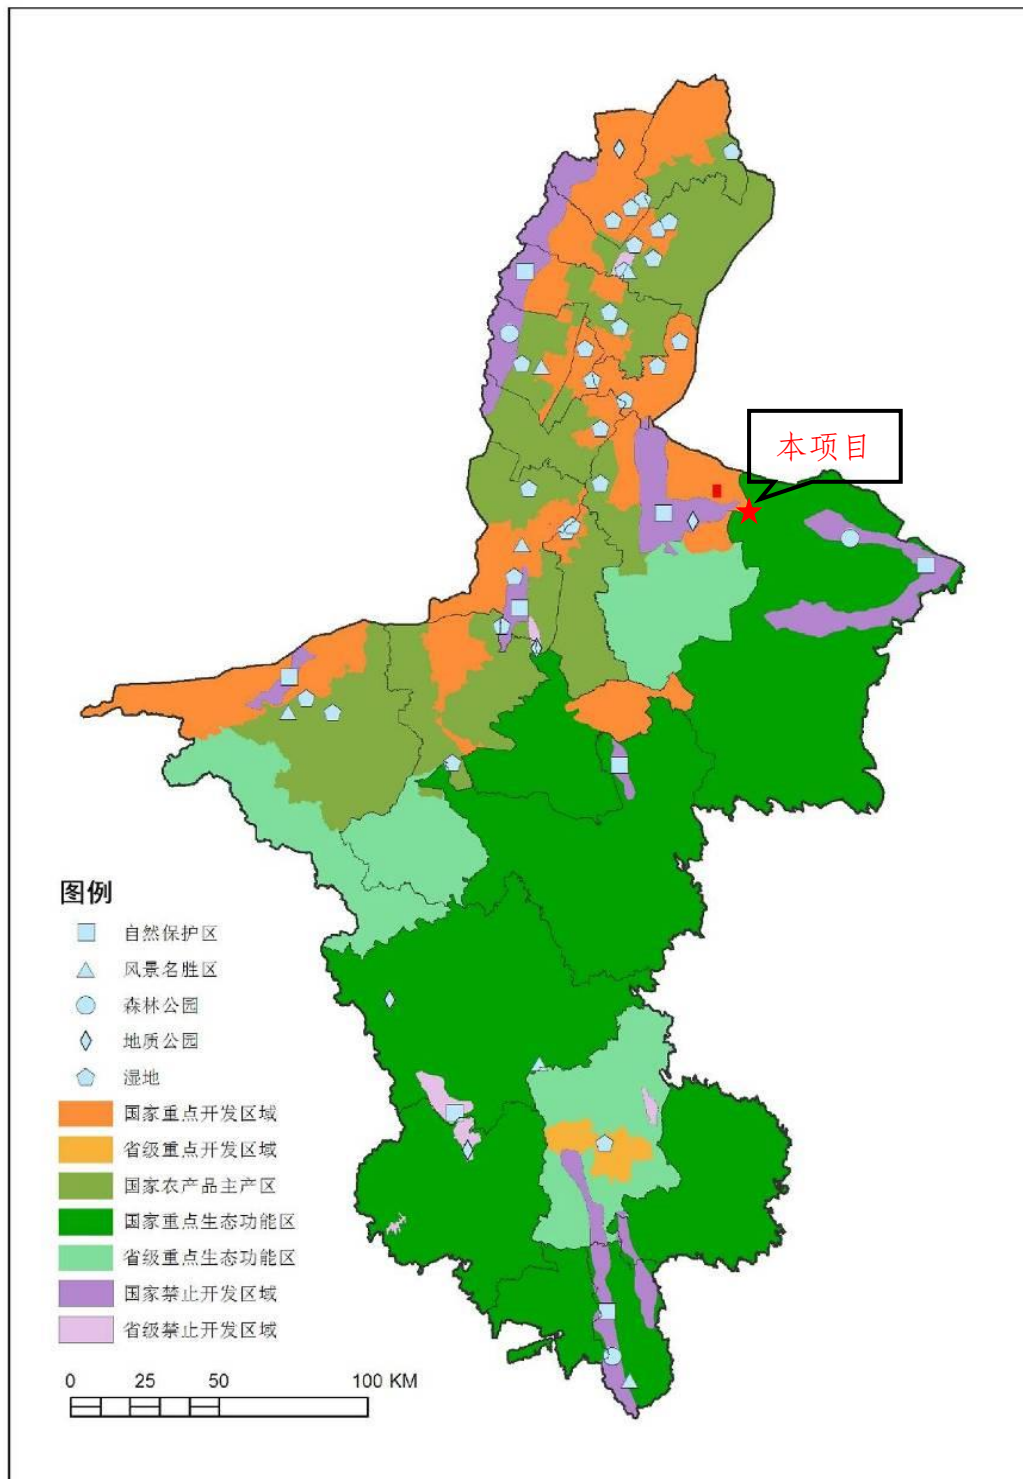 本项目
图例
自然保护区
风景名胜区
森林公园
地质公园
湿地
国家重点开发区域
省级重点开发区域
国家农产品主产区
国家重点生态功能区
省级重点生态功能区
国家禁止开发区域
省级禁止开发区域
0 25 50 100 KM